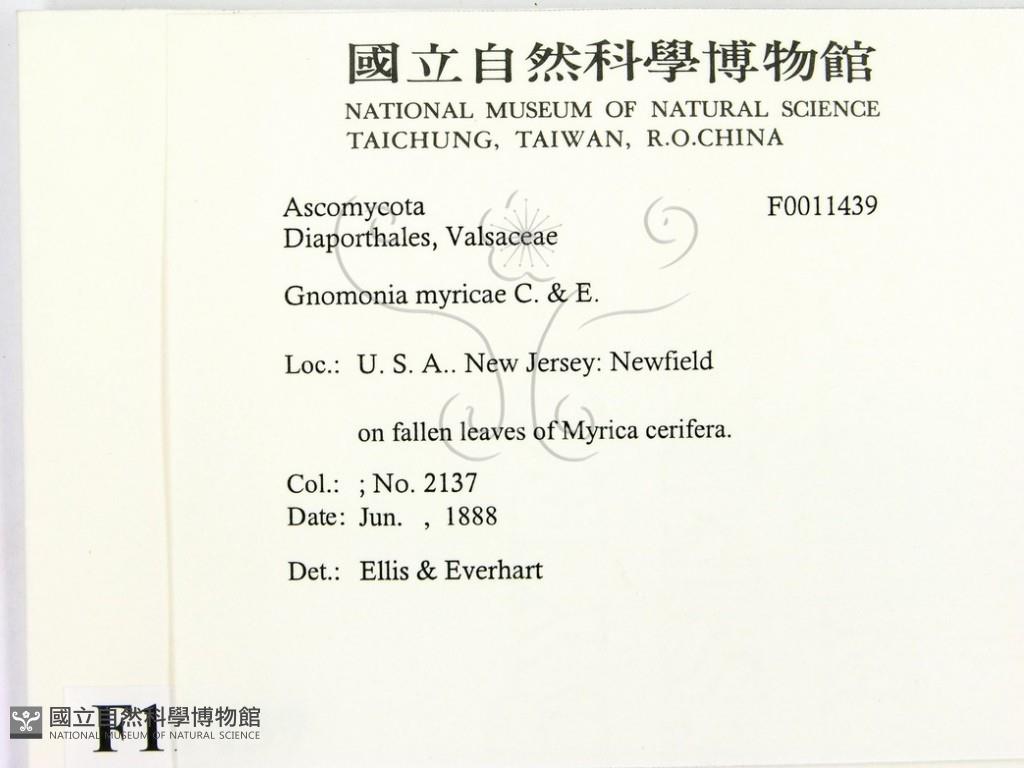 國立自然科學博物館
NATIONAL MUSEUM OF NATURAL SCIENCE
TAICHUNG, TAIWAN, R.O.CHINA
Ascomycota F0011439
Diaporthales, Valsaceae
Gnomonia myricae C. & E.
Loc.: U. S. A.. New Jersey: Newfield
on fallen leaves of Myrica cerifera.
Col.: ; No. 2137
Date: Jun. , 1888
Det.: Ellis & Everhart
F1
國立自然科學博物館
NATIONAL MUSEUM OF NATURAL SCIENCE